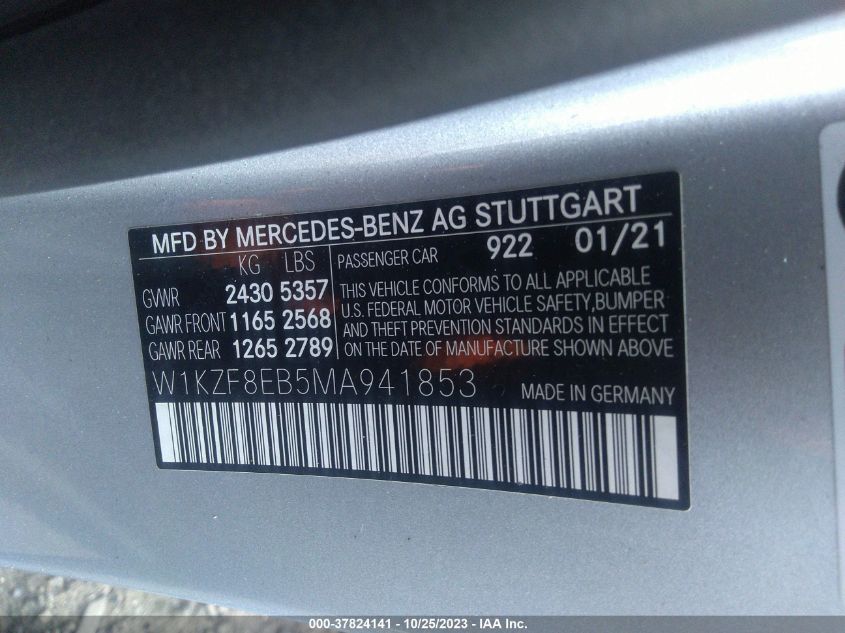 MFD BY MERCEDES-BENZ AG STUTTGART
KG LBS
GVWR 2430 5357
GAWR FRONT 1165 2568
GAWR REAR 1265 2789
PASSENGER CAR 922 01/21
THIS VEHICLE CONFORMS TO ALL APPLICABLE
U.S. FEDERAL MOTOR VEHICLE SAFETY, BUMPER
AND THEFT PREVENTION STANDARDS IN EFFECT
ON THE DATE OF MANUFACTURE SHOWN ABOVE
W1KZF8EB5MA941853 MADE IN GERMANY
000-37824141 - 10/25/2023 - IAA Inc.